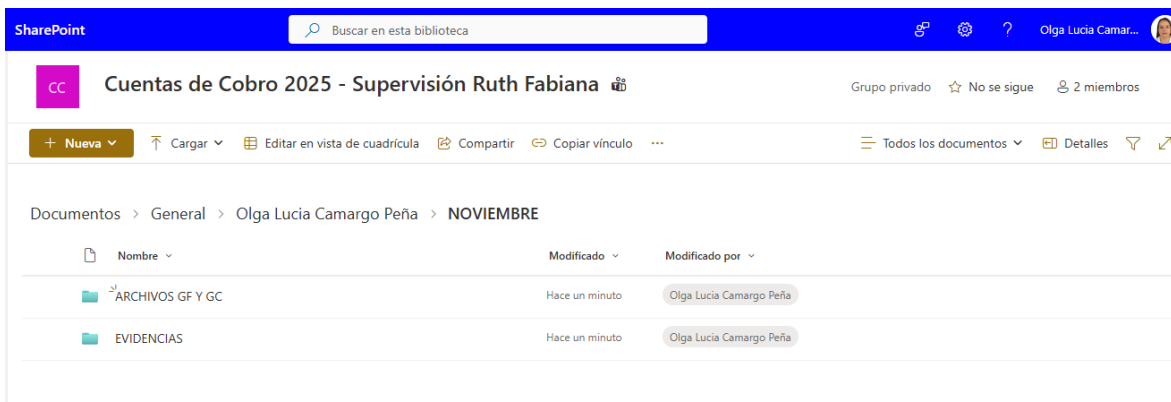 SharePoint Buscar en esta biblioteca ? Olga Lucia Camar...
CC Cuentas de Cobro 2025 - Supervisión Ruth Fabiana Grupo privado No se sigue 2 miembros
+ Nueva Cargar Editar en vista de cuadrícula Compartir Copiar vínculo ... Todos los documentos Detalles
Documentos > General > Olga Lucia Camargo Peña > NOVIEMBRE
Nombre Modificado Modificado por
ARCHIVOS GF Y GC Hace un minuto Olga Lucia Camargo Peña
EVIDENCIAS Hace un minuto Olga Lucia Camargo Peña